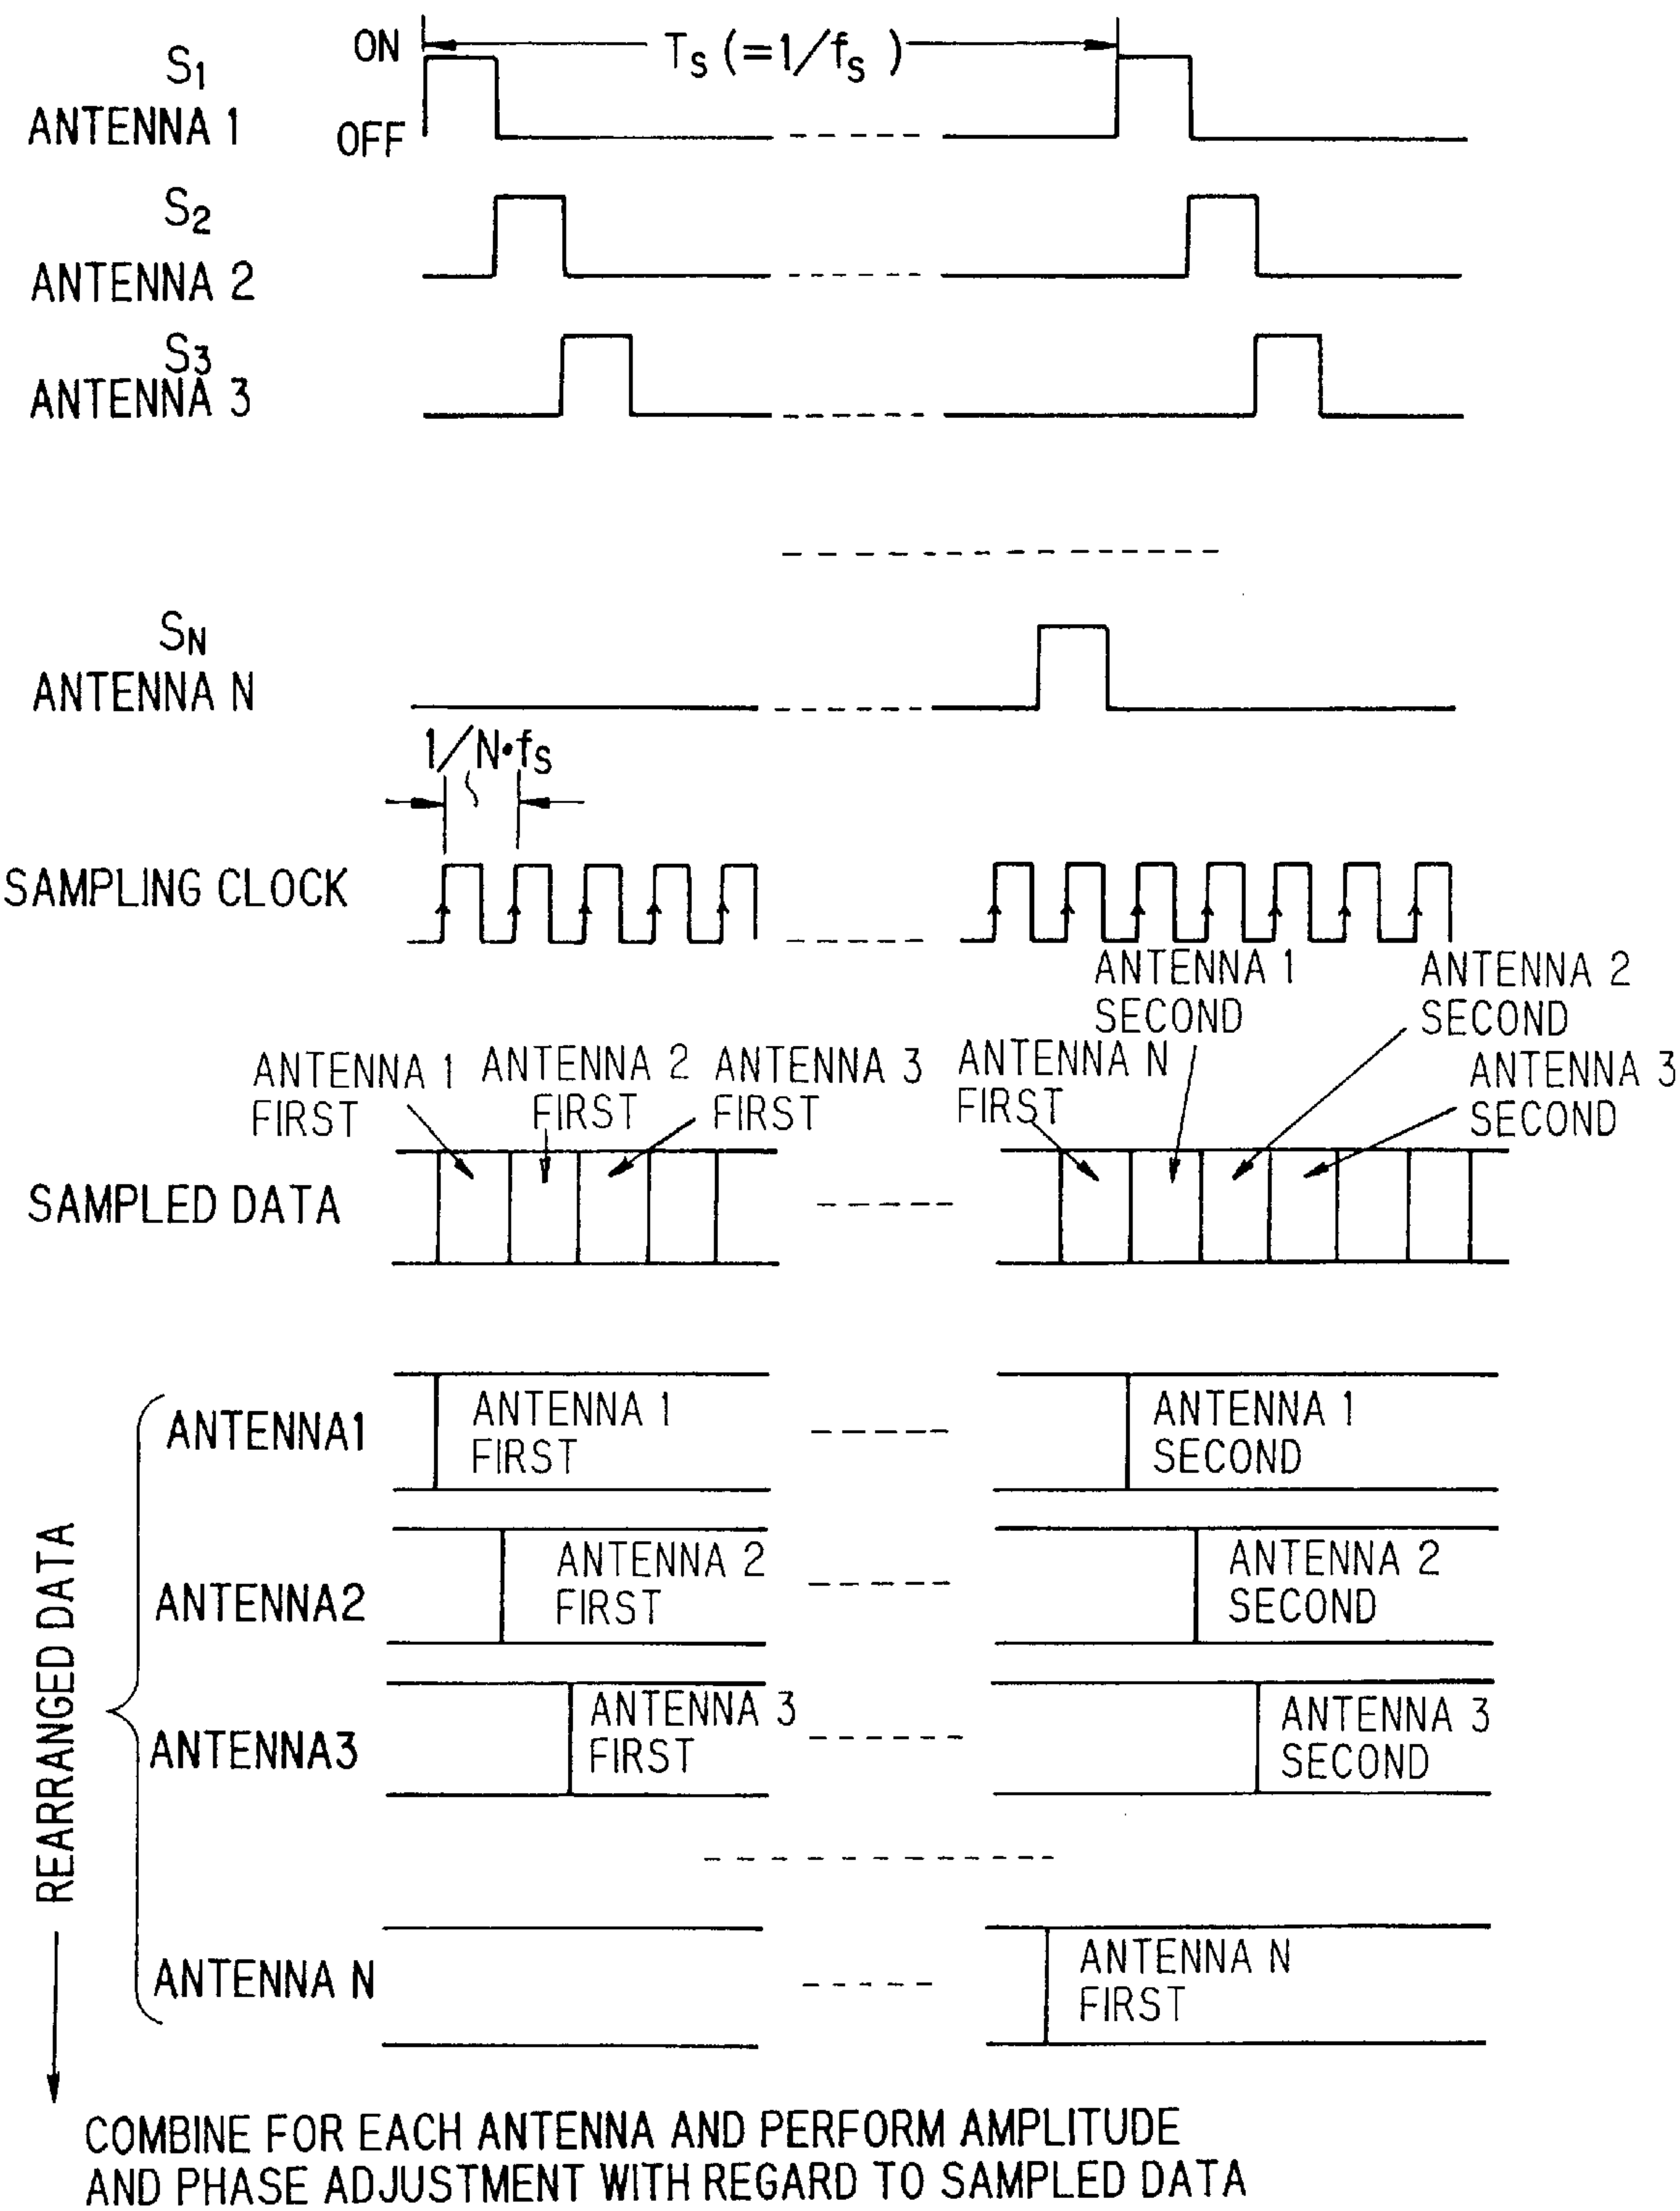 S1
ANTENNA 1
ON
OFF
Ts (=1/fs)
S2
ANTENNA 2
S3
ANTENNA 3
SN
ANTENNA N
1/N•fs
SAMPLING CLOCK
ANTENNA 1
SECOND
ANTENNA 2
SECOND
ANTENNA 1
FIRST
ANTENNA 2
FIRST
ANTENNA 3
FIRST
ANTENNA N
FIRST
ANTENNA 3
SECOND
SAMPLED DATA
REARRANGED DATA
ANTENNA1
ANTENNA 1
FIRST
ANTENNA 1
SECOND
ANTENNA2
ANTENNA 2
FIRST
ANTENNA 2
SECOND
ANTENNA3
ANTENNA 3
FIRST
ANTENNA 3
SECOND
ANTENNA N
ANTENNA N
FIRST
COMBINE FOR EACH ANTENNA AND PERFORM AMPLITUDE
AND PHASE ADJUSTMENT WITH REGARD TO SAMPLED DATA